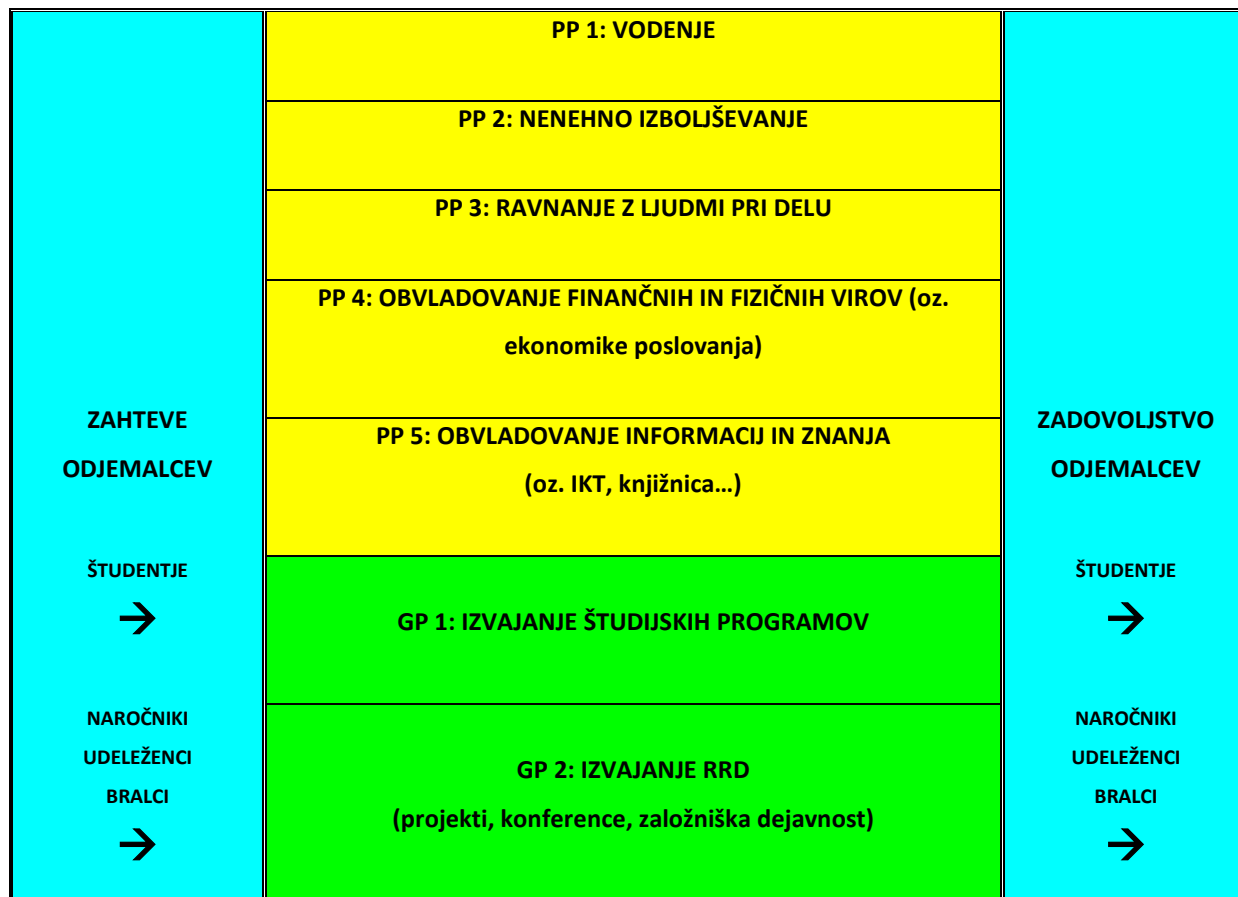 PP 1: VODENJE
PP 2: NENEHNO IZBOLJŠEVANJE
PP 3: RAVNANJE Z LJUDMI PRI DELU
PP 4: OBVLADOVANJE FINANČNIH IN FIZIČNIH VIROV (oz.
ekonomike poslovanja)
PP 5: OBVLADOVANJE INFORMACIJ IN ZNANJA
(oz. IKT, knjižnica…)
GP 1: IZVAJANJE ŠTUDIJSKIH PROGRAMOV
GP 2: IZVAJANJE RRD
(projekti, konference, založniška dejavnost)
ZAHTEVE
ODJEMALCEV
ŠTUDENTJE
→
NAROČNIKI
UDELEŽENCI
BRALCI
→
ZADOVOLJSTVO
ODJEMALCEV
ŠTUDENTJE
→
NAROČNIKI
UDELEŽENCI
BRALCI
→